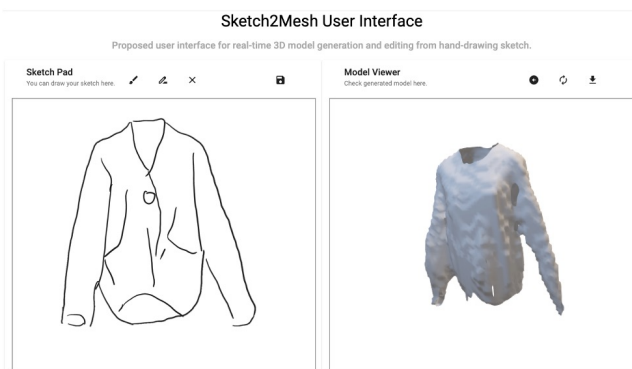 Sketch2Mesh User Interface
Proposed user interface for real-time 3D model generation and editing from hand-drawing sketch.
Sketch Pad
You can draw your sketch here.
Model Viewer
Check generated model here.